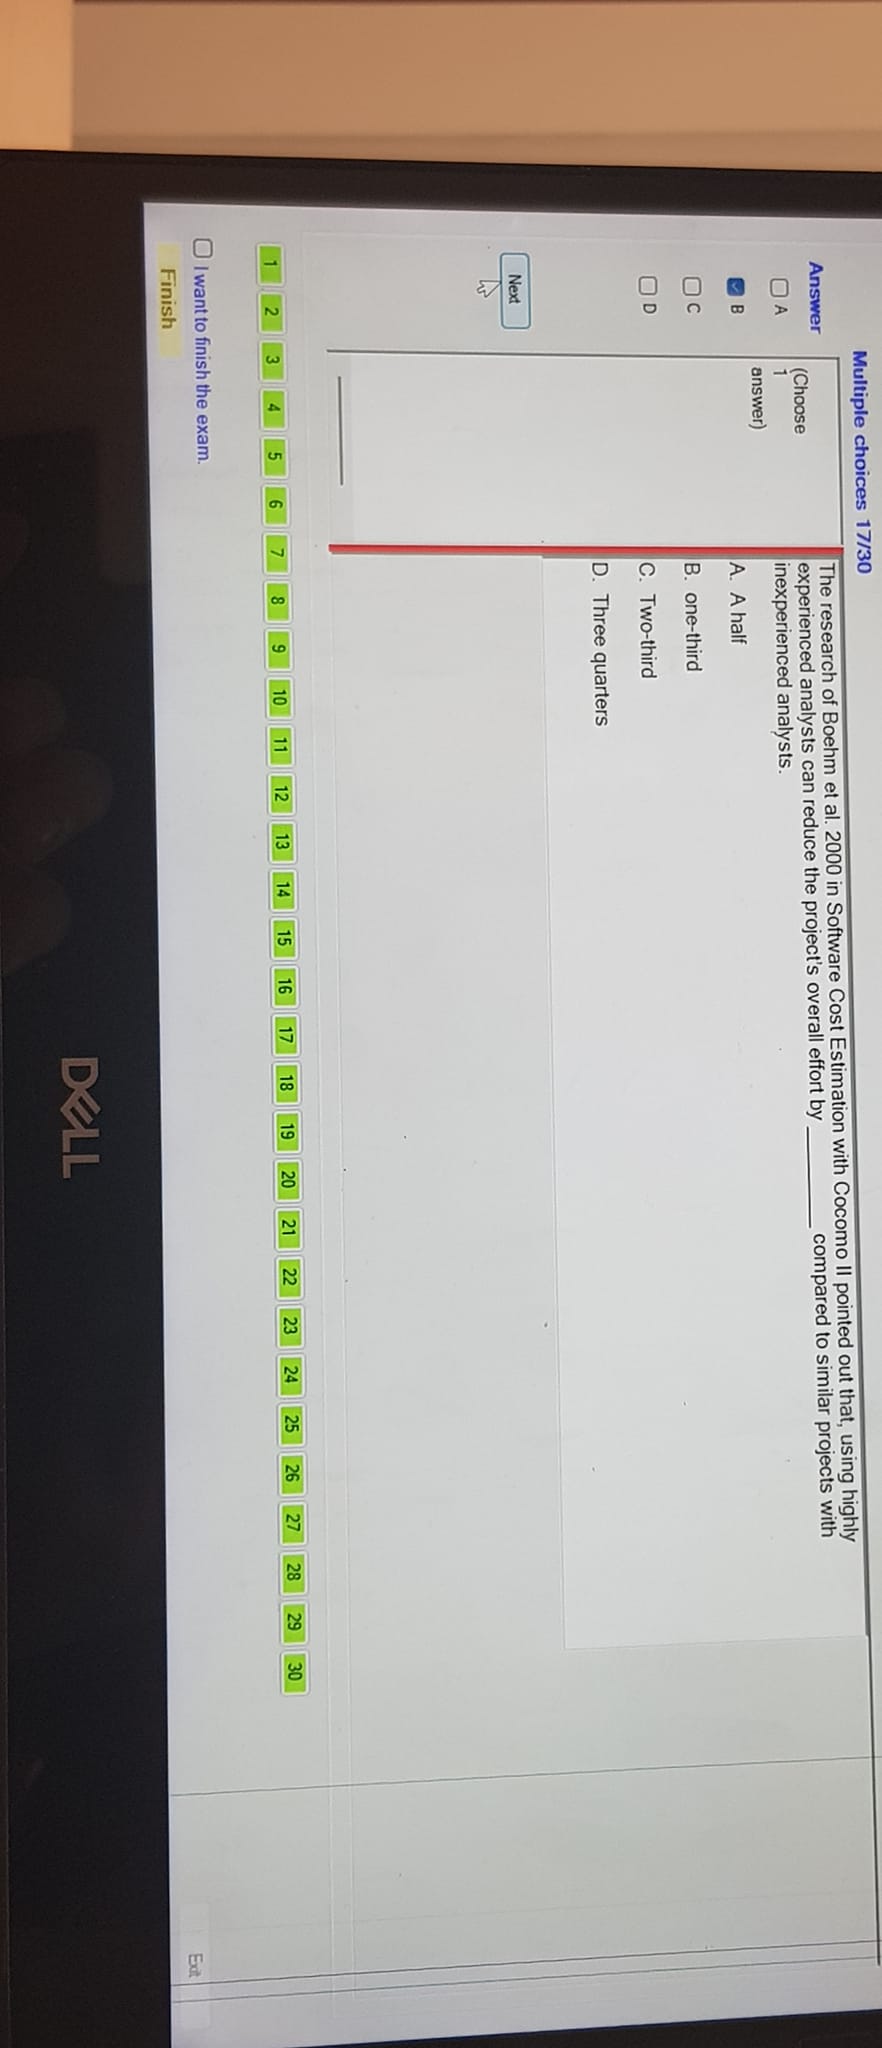 Multiple choices 17/30
Answer
A
B
C
D
(Choose
1
answer)
The research of Boehm et al. 2000 in Software Cost Estimation with Cocomo II pointed out that, using highly
experienced analysts can reduce the project's overall effort by _________ compared to similar projects with
inexperienced analysts.
A. A half
B. one-third
C. Two-third
D. Three quarters
Next
1 2 3 4 5 6 7 8 9 10 11 12 13 14 15 16 17 18 19 20 21 22 23 24 25 26 27 28 29 30
I want to finish the exam.
Finish
Exit
DELL